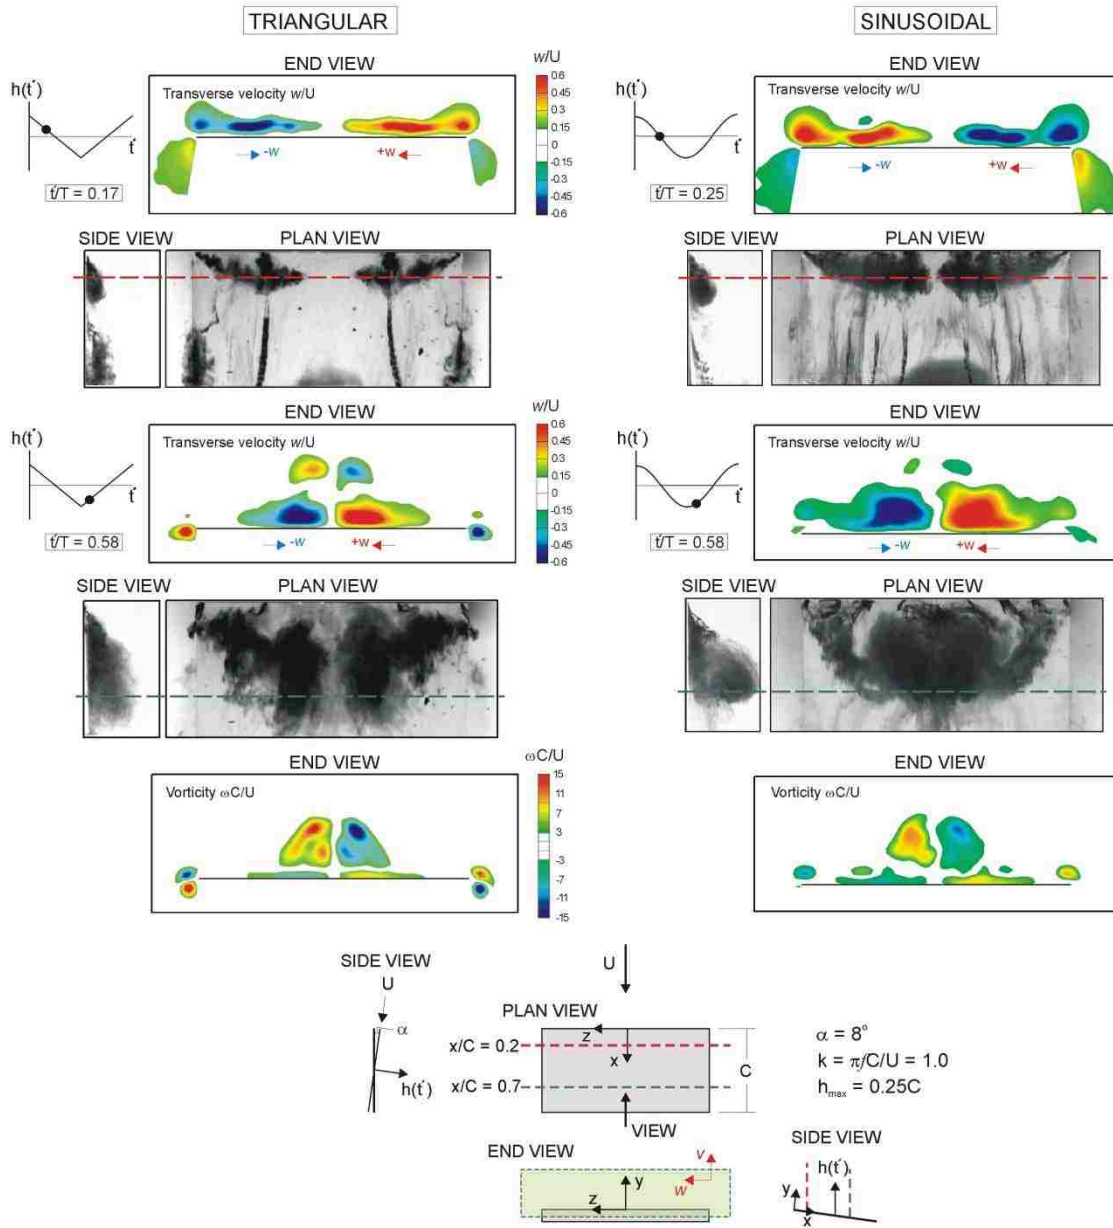 TRIANGULAR
SINUSOIDAL
END VIEW
w/U
h(t*)
Transverse velocity w/U
0.6
0.45
0.3
0.15
0
-0.15
-0.3
-0.45
-0.6
t*
-w
+w
t*/T = 0.17
END VIEW
h(t*)
Transverse velocity w/U
t*
-w
+w
t*/T = 0.25
SIDE VIEW
PLAN VIEW
SIDE VIEW
PLAN VIEW
END VIEW
w/U
h(t*)
Transverse velocity w/U
0.6
0.45
0.3
0.15
0
-0.15
-0.3
-0.45
-0.6
t*
-w
+w
t*/T = 0.58
END VIEW
h(t*)
Transverse velocity w/U
t*
-w
+w
t*/T = 0.58
SIDE VIEW
PLAN VIEW
SIDE VIEW
PLAN VIEW
END VIEW
ωC/U
Vorticity ωC/U
15
11
7
3
-3
-7
-11
-15
END VIEW
Vorticity ωC/U
SIDE VIEW
U
α
h(t*)
U
PLAN VIEW
z
x
x/C = 0.2
x/C = 0.7
C
VIEW
α = 8°
k = πfC/U = 1.0
hmax = 0.25C
END VIEW
v
w
y
z
SIDE VIEW
h(t*)
y
x